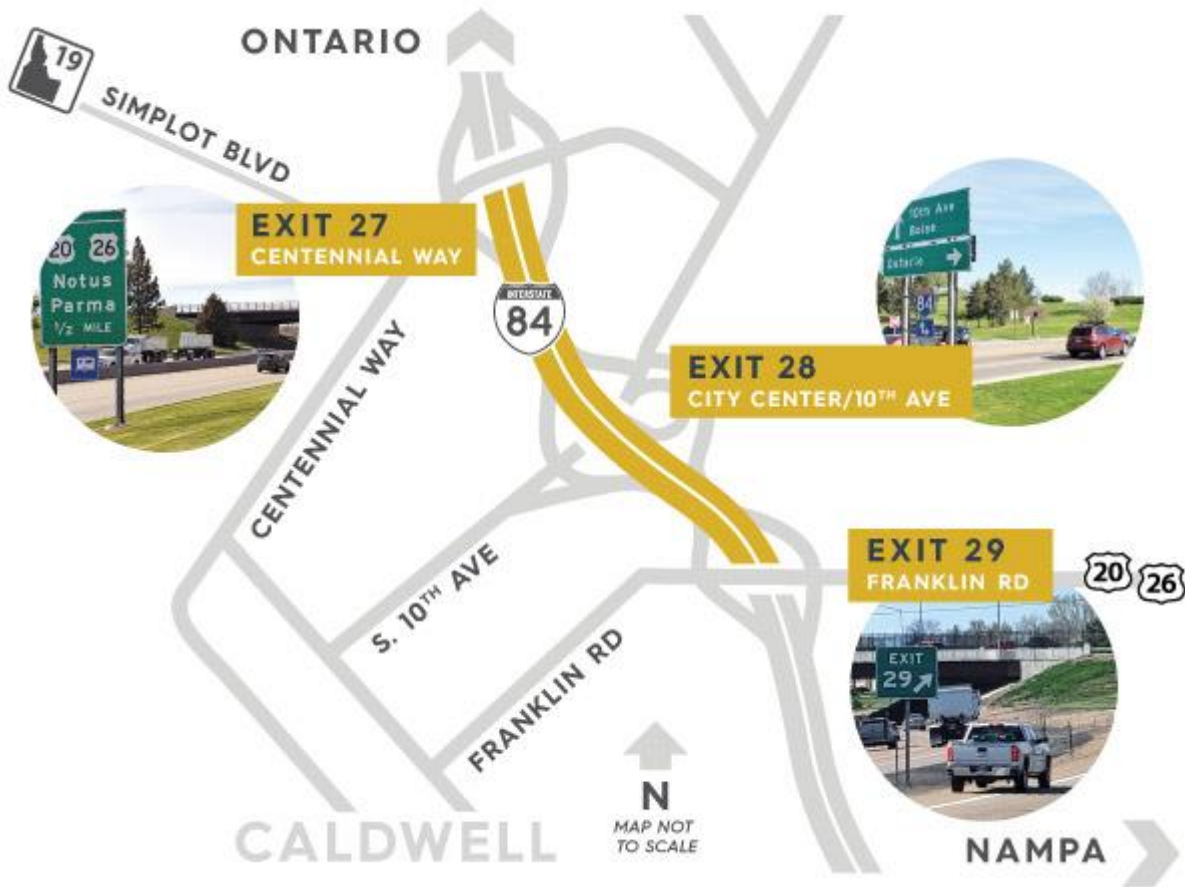 ONTARIO
19
SIMPLOT BLVD
EXIT 27
CENTENNIAL WAY
20 26
Notus
Parma
½ MILE
INTERSTATE
84
10th Ave
Boise
Ontario
84
EXIT 28
CITY CENTER/10TH AVE
CENTENNIAL WAY
S. 10TH AVE
FRANKLIN RD
EXIT 29
FRANKLIN RD
20 26
EXIT
29
N
MAP NOT
TO SCALE
CALDWELL
NAMPA